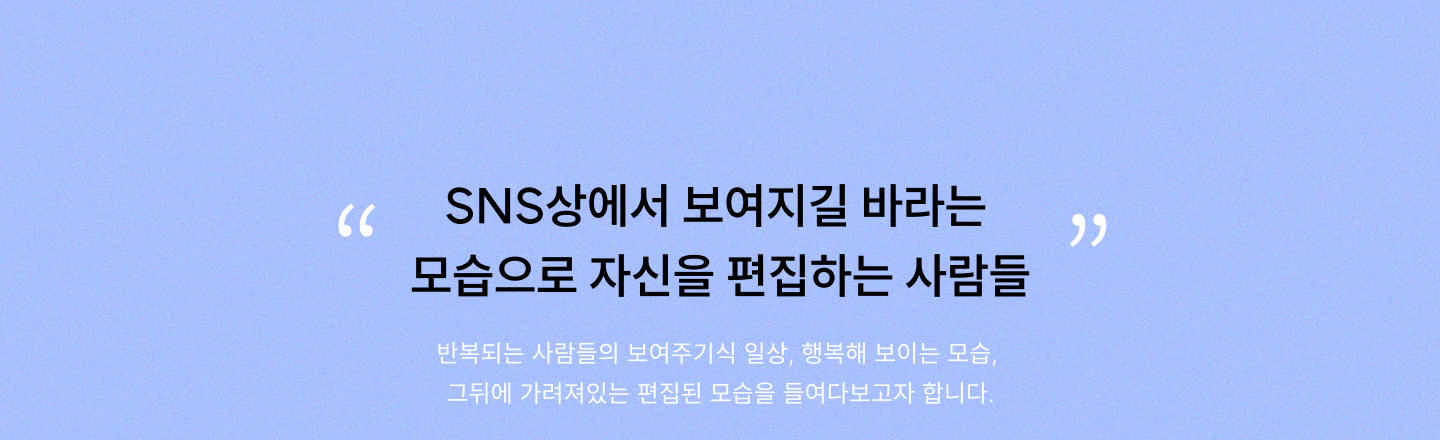 “ SNS상에서 보여지길 바라는 ”
모습으로 자신을 편집하는 사람들
반복되는 사람들의 보여주기식 일상, 행복해 보이는 모습,
그뒤에 가려져있는 편집된 모습을 들여다보고자 합니다.